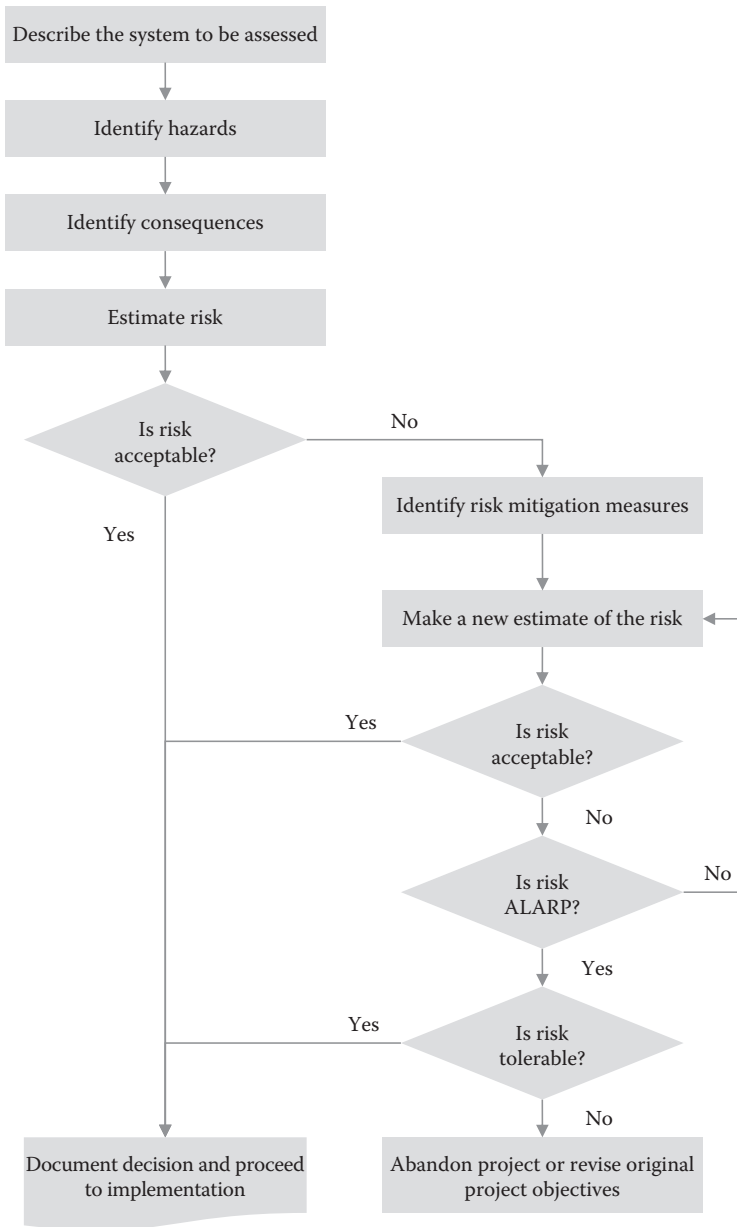 Describe the system to be assessed
Identify hazards
Identify consequences
Estimate risk
Is risk
acceptable?
No
Yes
Identify risk mitigation measures
Make a new estimate of the risk
Is risk
acceptable?
Yes
No
Is risk
ALARP?
No
Yes
Is risk
tolerable?
Yes
No
Document decision and proceed
to implementation
Abandon project or revise original
project objectives